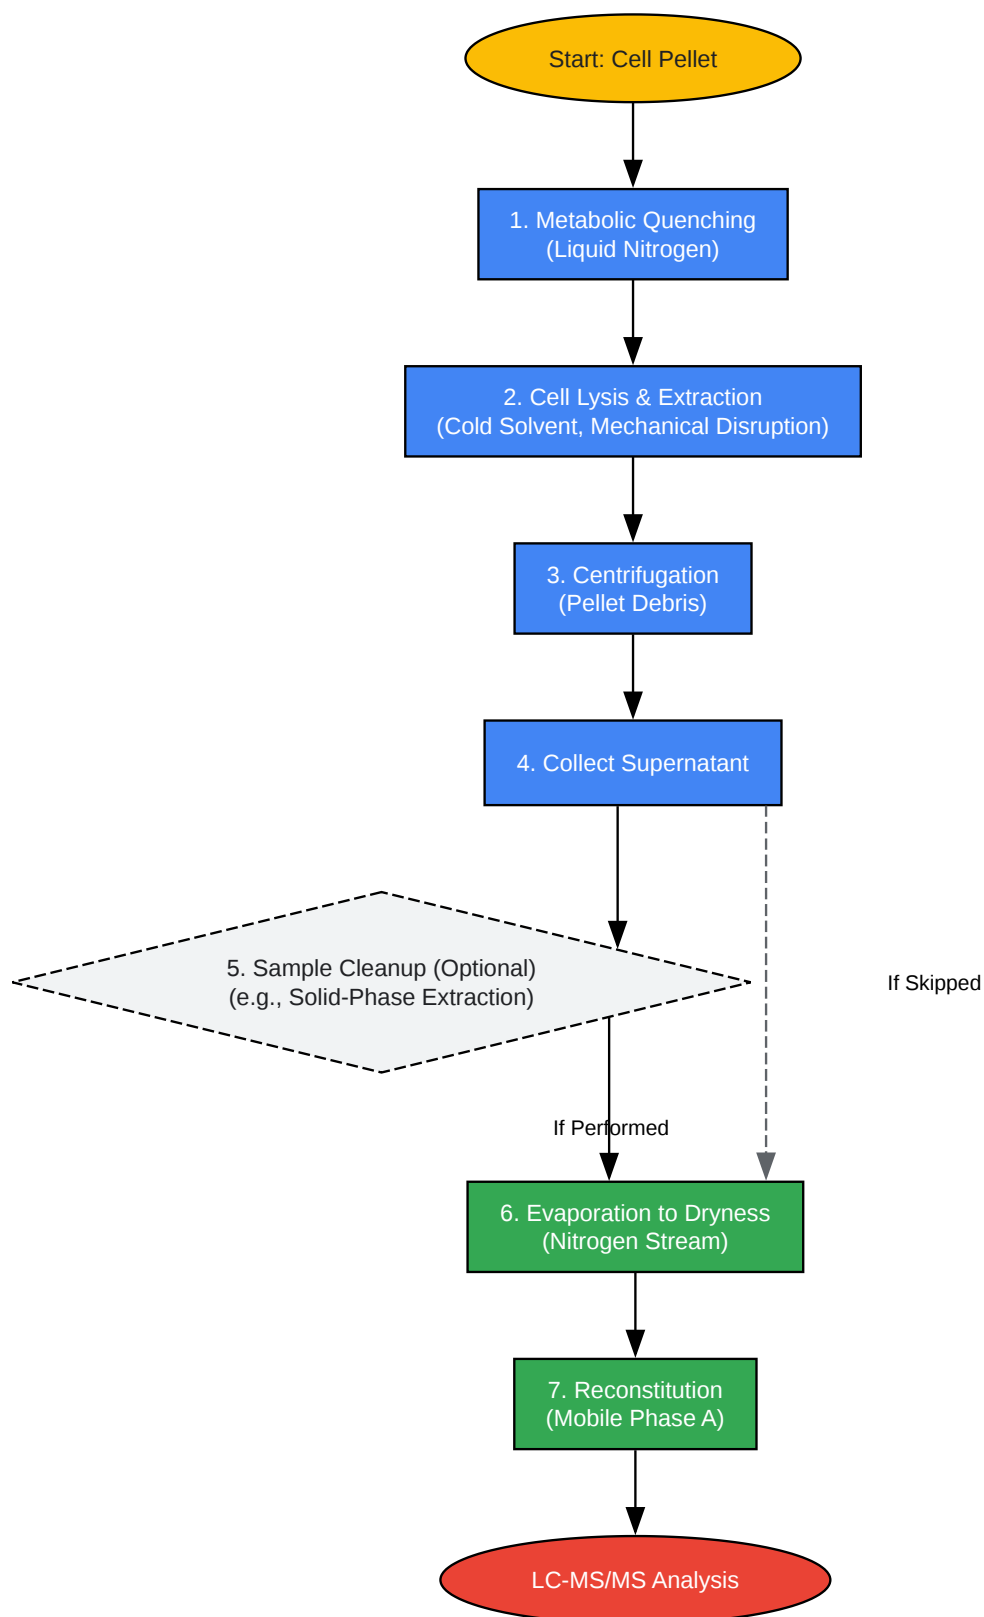 Start: Cell Pellet
1. Metabolic Quenching
(Liquid Nitrogen)
2. Cell Lysis & Extraction
(Cold Solvent, Mechanical Disruption)
3. Centrifugation
(Pellet Debris)
4. Collect Supernatant
5. Sample Cleanup (Optional)
(e.g., Solid-Phase Extraction)
If Skipped
If Performed
6. Evaporation to Dryness
(Nitrogen Stream)
7. Reconstitution
(Mobile Phase A)
LC-MS/MS Analysis